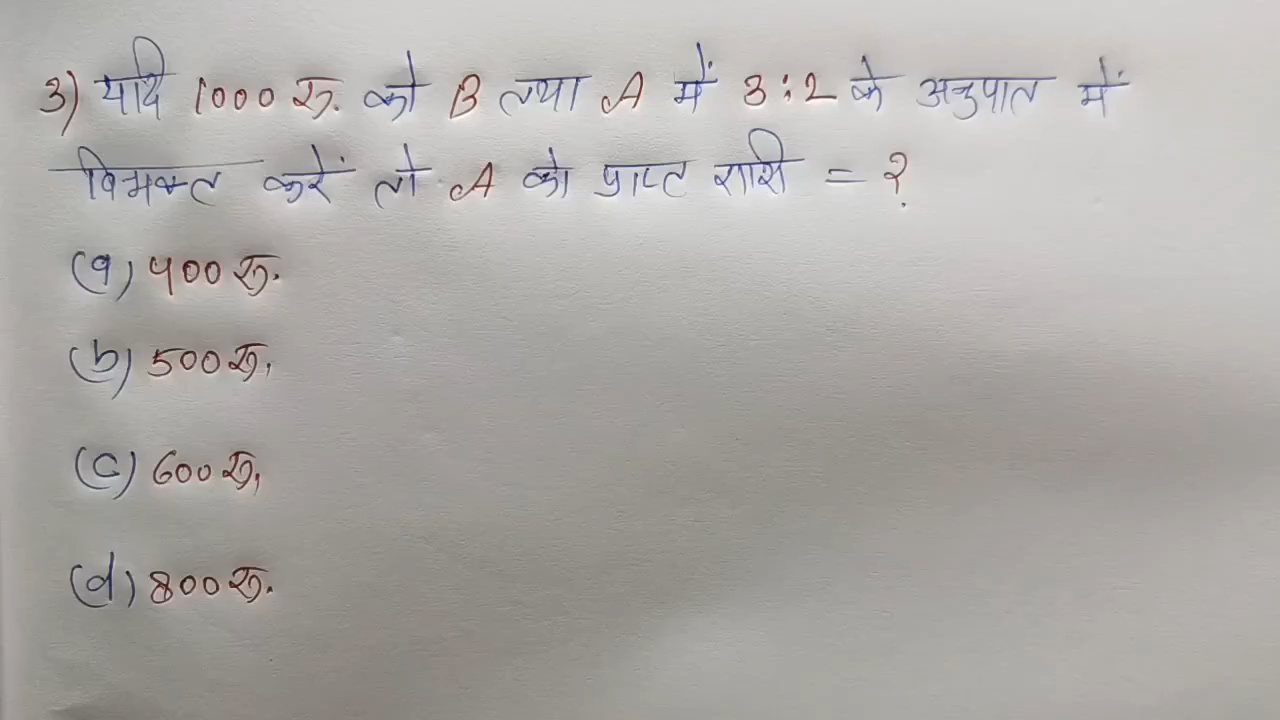 3) यदि 1000 रु. को B तथा A में 3:2 के अनुपात में
विभक्त करें तो A को प्राप्त राशि = ?
(a) 400 रु.
(b) 500 रु.
(c) 600 रु.
(d) 800 रु.